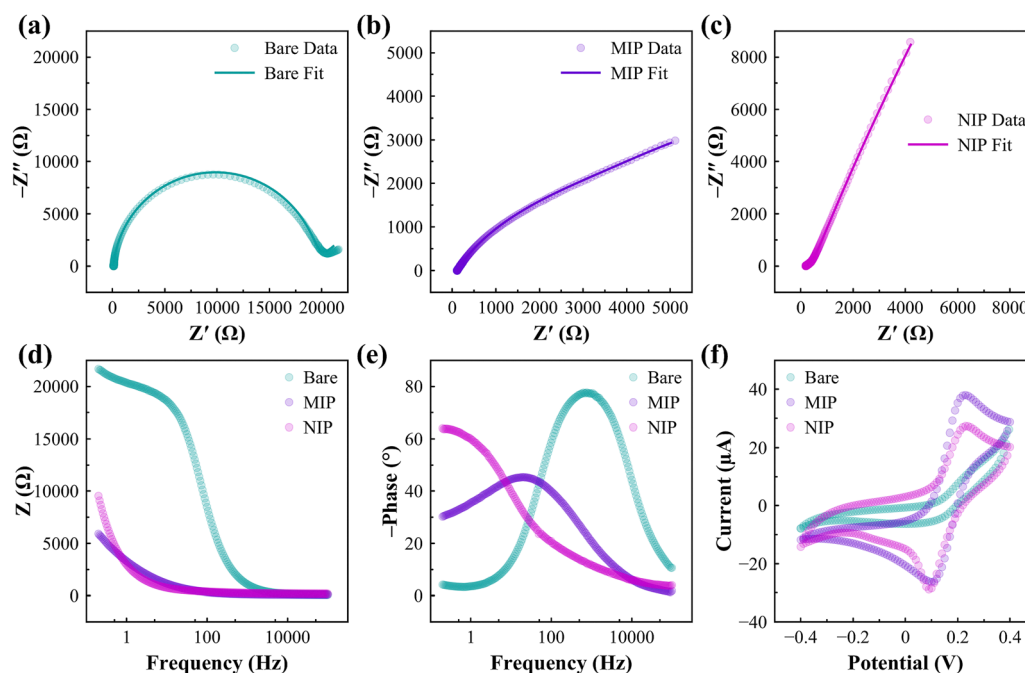 (a)
Bare Data
Bare Fit
20000
15000
10000
5000
0
−Z″ (Ω)
0 5000 10000 15000 20000 25000
Z′ (Ω)
(b)
MIP Data
MIP Fit
5000
4000
3000
2000
1000
0
−Z″ (Ω)
0 1000 2000 3000 4000 5000
Z′ (Ω)
(c)
NIP Data
NIP Fit
8000
6000
4000
2000
0
−Z″ (Ω)
0 2000 4000 6000 8000
Z′ (Ω)
(d)
Bare
MIP
NIP
20000
15000
10000
5000
0
Z (Ω)
1 100 10000
Frequency (Hz)
(e)
Bare
MIP
NIP
80
60
40
20
0
−Phase (°)
1 100 10000
Frequency (Hz)
(f)
Bare
MIP
NIP
40
20
0
−20
−40
Current (μA)
−0.4 −0.2 0 0.2 0.4
Potential (V)